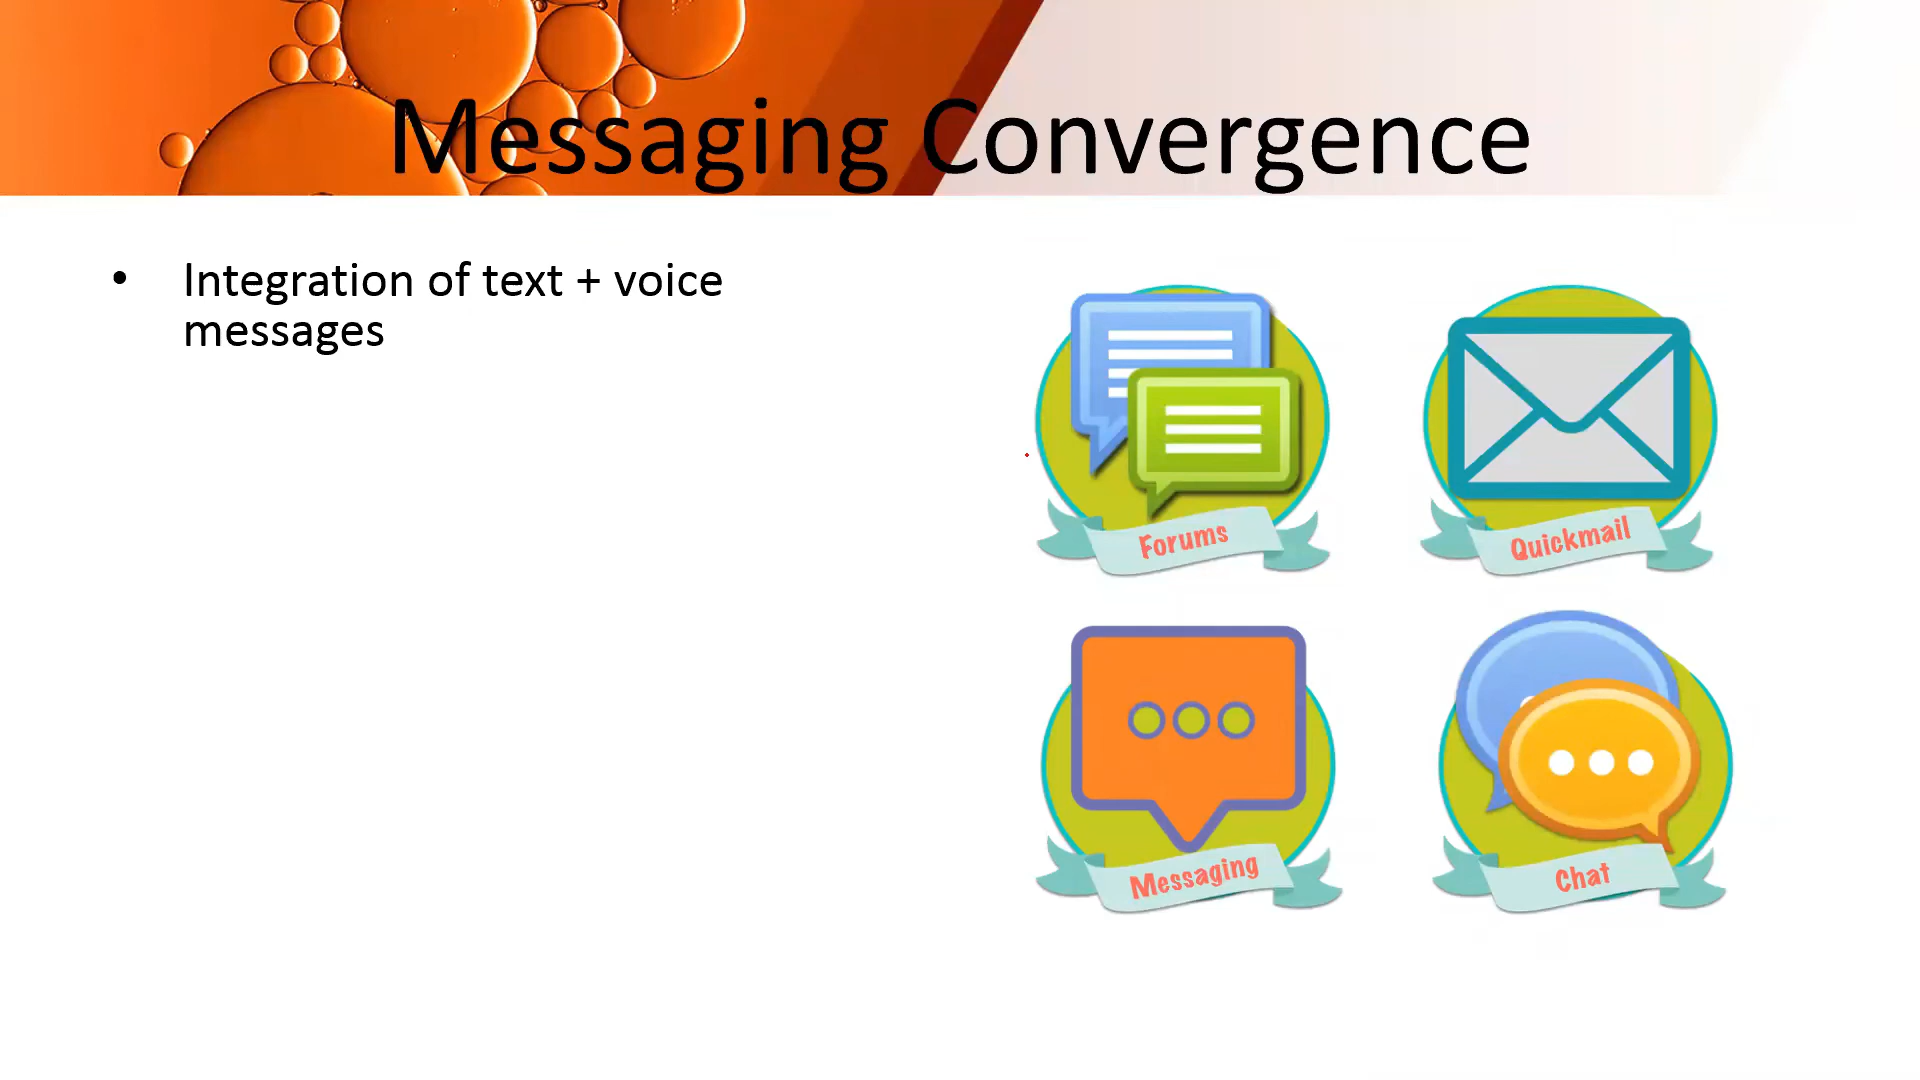 Messaging Convergence
• Integration of text + voice
messages
Forums
Quickmail
Messaging
Chat